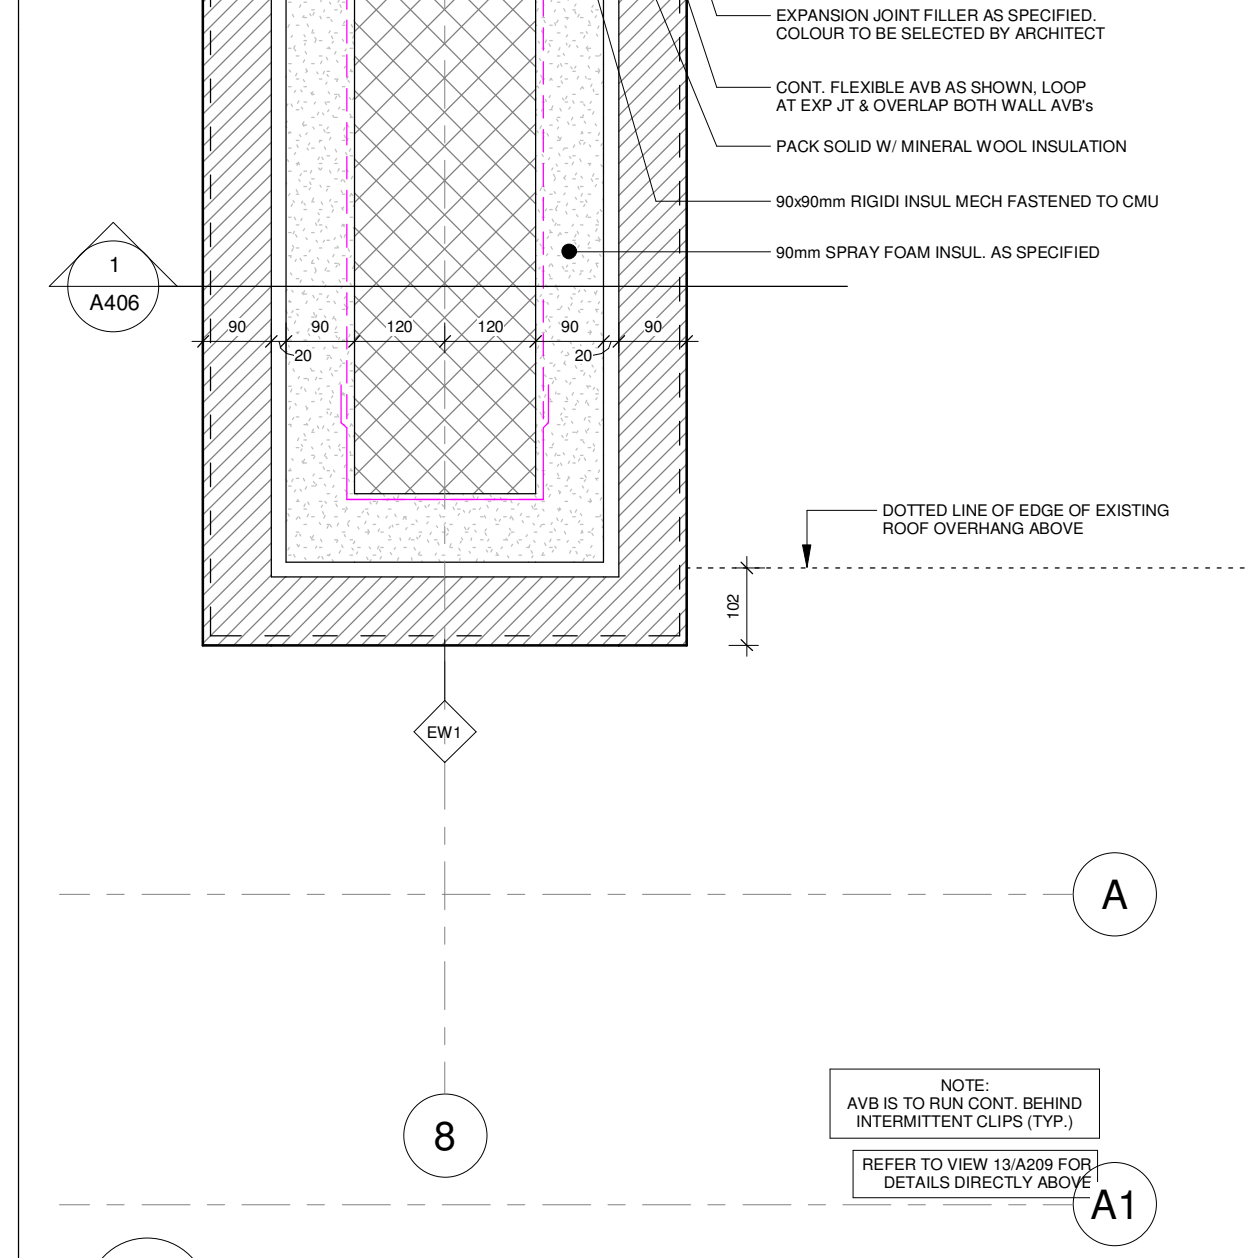 EXPANSION JOINT FILLER AS SPECIFIED.
COLOUR TO BE SELECTED BY ARCHITECT
CONT. FLEXIBLE AVB AS SHOWN, LOOP
AT EXP JT & OVERLAP BOTH WALL AVB's
PACK SOLID W/ MINERAL WOOL INSULATION
90x90mm RIGIDI INSUL MECH FASTENED TO CMU
90mm SPRAY FOAM INSUL. AS SPECIFIED
1
A406
90 90 120 120 90 90
20 20
DOTTED LINE OF EDGE OF EXISTING
ROOF OVERHANG ABOVE
102
EW1
A
8
NOTE:
AVB IS TO RUN CONT. BEHIND
INTERMITTENT CLIPS (TYP.)
REFER TO VIEW 13/A209 FOR
DETAILS DIRECTLY ABOVE
A1